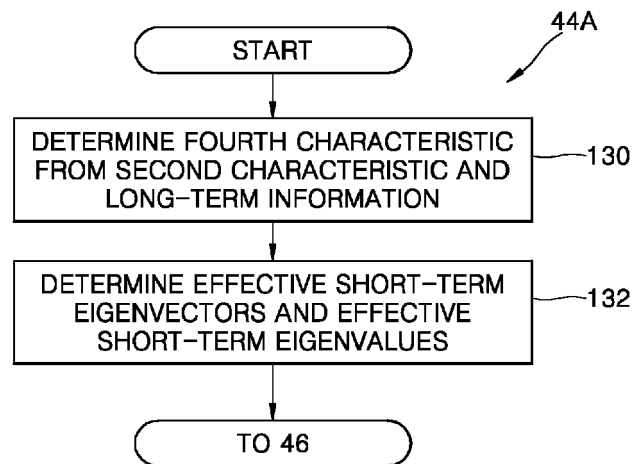 44A
START
DETERMINE FOURTH CHARACTERISTIC
FROM SECOND CHARACTERISTIC AND
LONG-TERM INFORMATION
130
DETERMINE EFFECTIVE SHORT-TERM
EIGENVECTORS AND EFFECTIVE
SHORT-TERM EIGENVALUES
132
TO 46